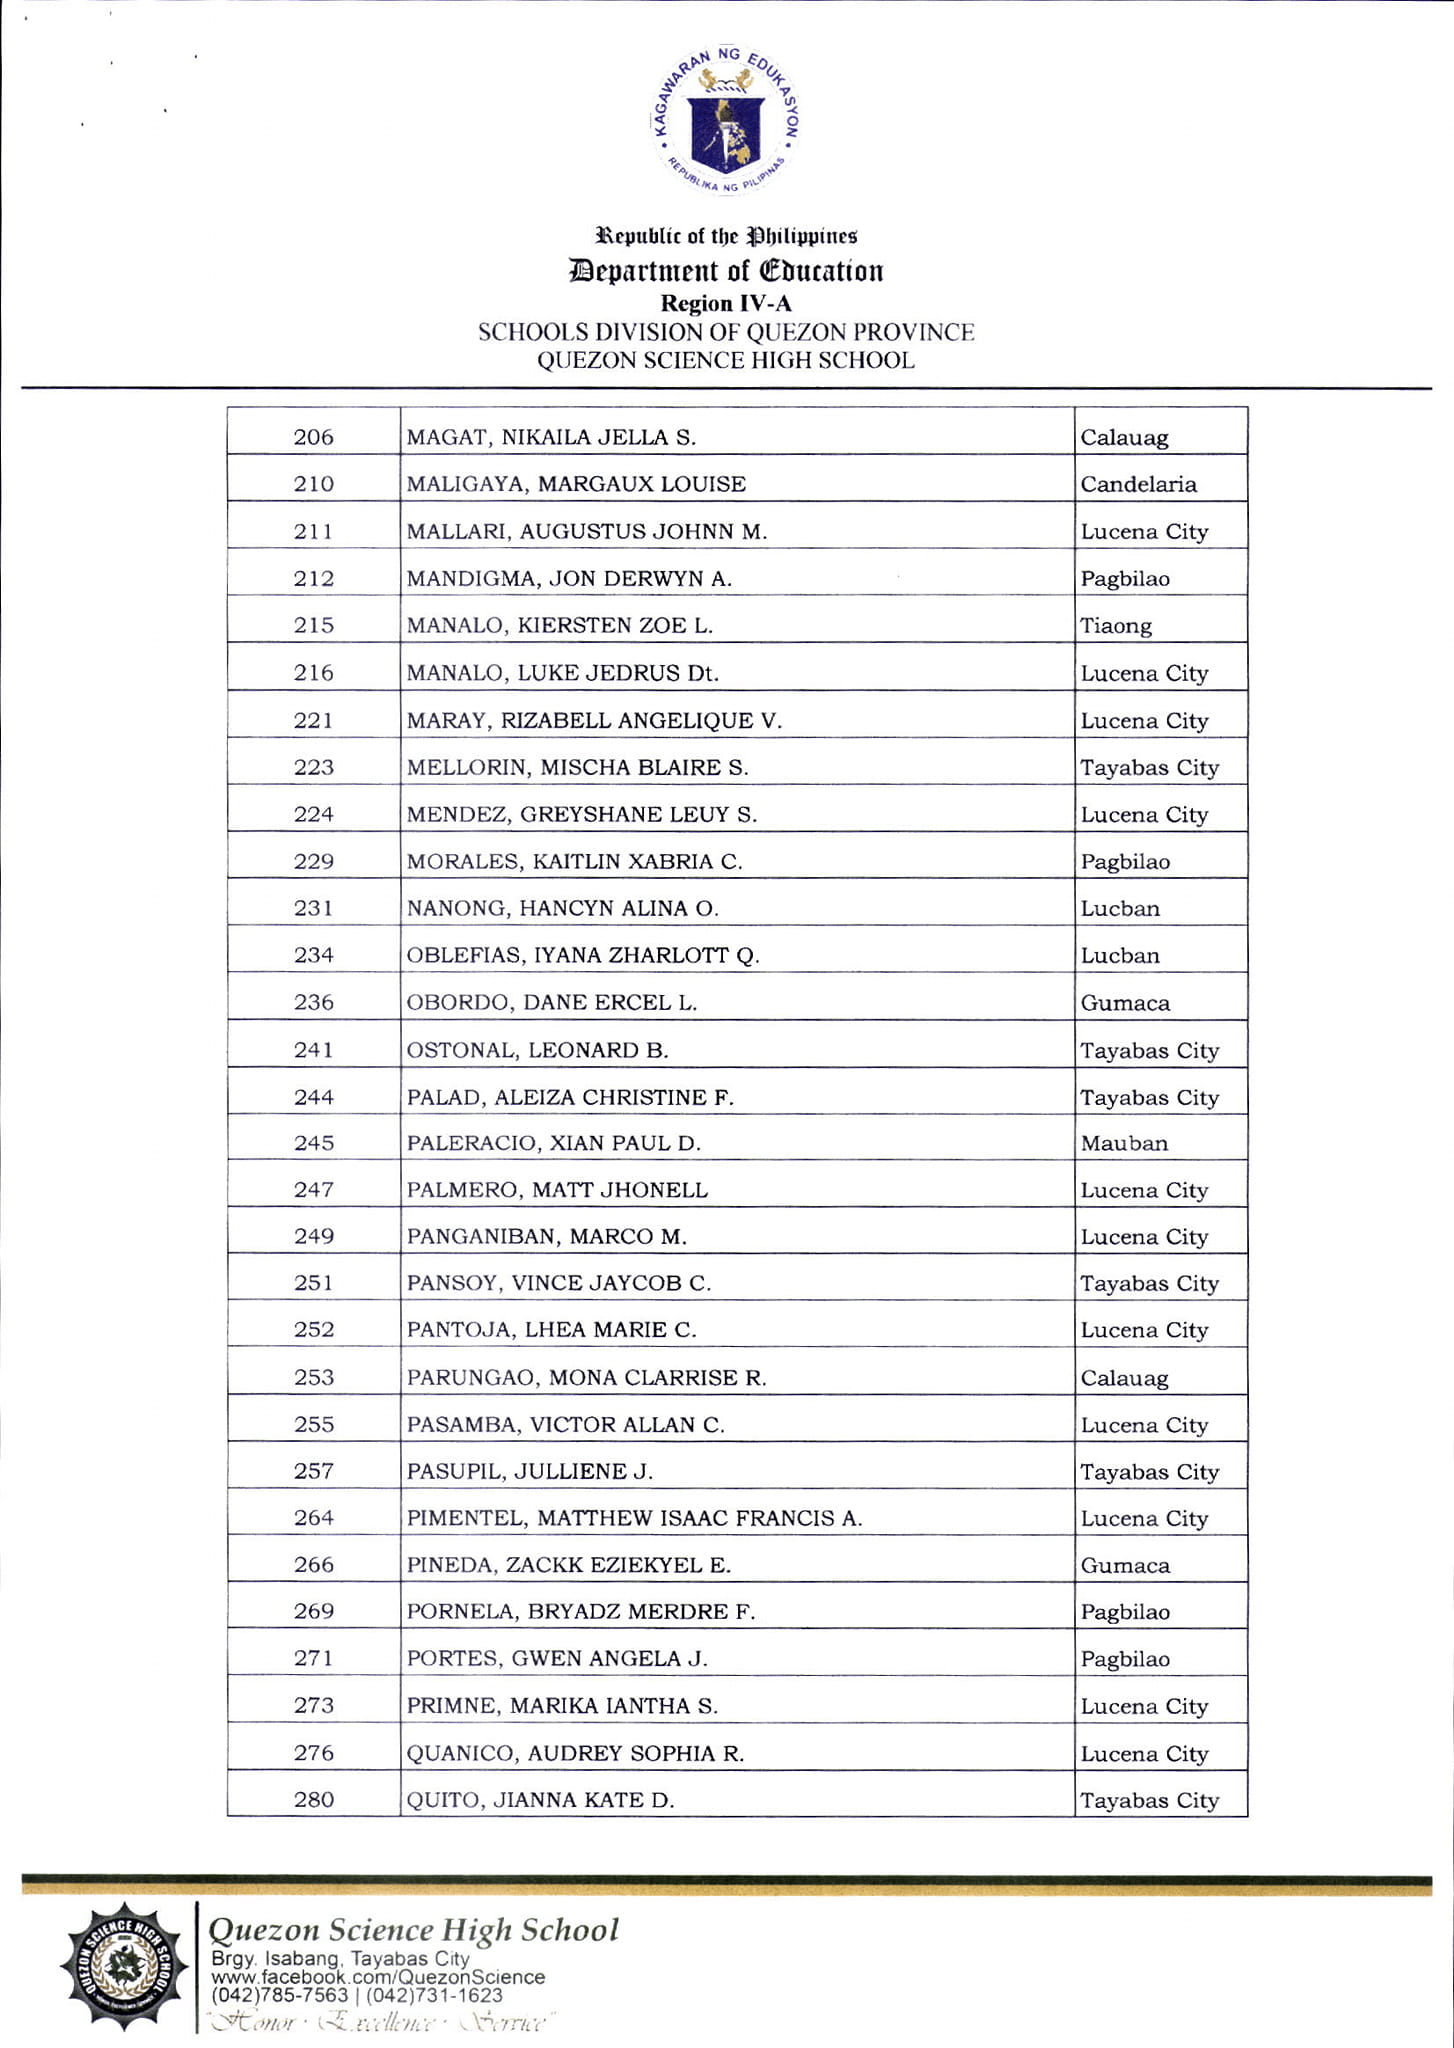 KAGAWARAN NG EDUKASYON
REPUBLIKA NG PILIPINAS
Republic of the Philippines
Department of Education
Region IV-A
SCHOOLS DIVISION OF QUEZON PROVINCE
QUEZON SCIENCE HIGH SCHOOL
206 MAGAT, NIKAILA JELLA S. Calauag
210 MALIGAYA, MARGAUX LOUISE Candelaria
211 MALLARI, AUGUSTUS JOHNN M. Lucena City
212 MANDIGMA, JON DERWYN A. Pagbilao
215 MANALO, KIERSTEN ZOE L. Tiaong
216 MANALO, LUKE JEDRUS Dt. Lucena City
221 MARAY, RIZABELL ANGELIQUE V. Lucena City
223 MELLORIN, MISCHA BLAIRE S. Tayabas City
224 MENDEZ, GREYSHANE LEUY S. Lucena City
229 MORALES, KAITLIN XABRIA C. Pagbilao
231 NANONG, HANCYN ALINA O. Lucban
234 OBLEFIAS, IYANA ZHARLOTT Q. Lucban
236 OBORDO, DANE ERCEL L. Gumaca
241 OSTONAL, LEONARD B. Tayabas City
244 PALAD, ALEIZA CHRISTINE F. Tayabas City
245 PALERACIO, XIAN PAUL D. Mauban
247 PALMERO, MATT JHONELL Lucena City
249 PANGANIBAN, MARCO M. Lucena City
251 PANSOY, VINCE JAYCOB C. Tayabas City
252 PANTOJA, LHEA MARIE C. Lucena City
253 PARUNGAO, MONA CLARRISE R. Calauag
255 PASAMBA, VICTOR ALLAN C. Lucena City
257 PASUPIL, JULLIENE J. Tayabas City
264 PIMENTEL, MATTHEW ISAAC FRANCIS A. Lucena City
266 PINEDA, ZACKK EZIEKYEL E. Gumaca
269 PORNELA, BRYADZ MERDRE F. Pagbilao
271 PORTES, GWEN ANGELA J. Pagbilao
273 PRIMNE, MARIKA IANTHA S. Lucena City
276 QUANICO, AUDREY SOPHIA R. Lucena City
280 QUITO, JIANNA KATE D. Tayabas City
QUEZON SCIENCE HIGH SCHOOL
Quezon Science High School
Brgy. Isabang, Tayabas City
www.facebook.com/QuezonScience
(042)785-7563 | (042)731-1623
"Honor · Excellence · Service"